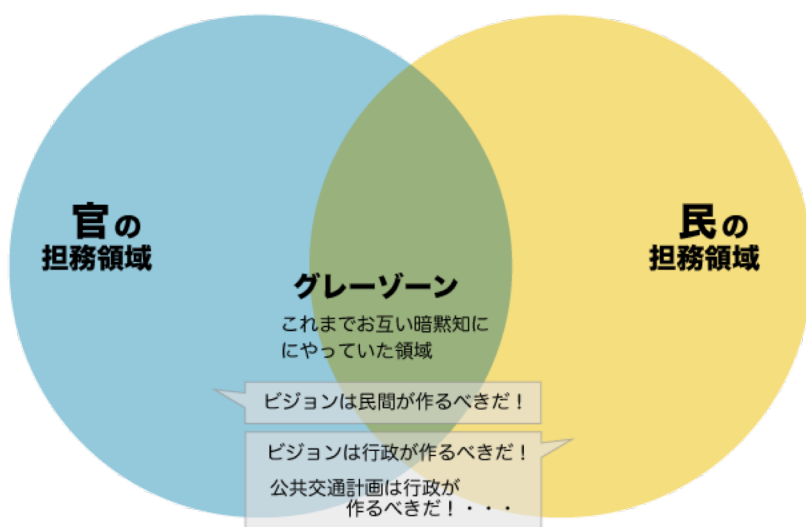 官の
担務領域
民の
担務領域
グレーゾーン
これまでお互い暗黙知に
にやっていた領域
ビジョンは民間が作るべきだ！
ビジョンは行政が作るべきだ！
公共交通計画は行政が
作るべきだ！・・・